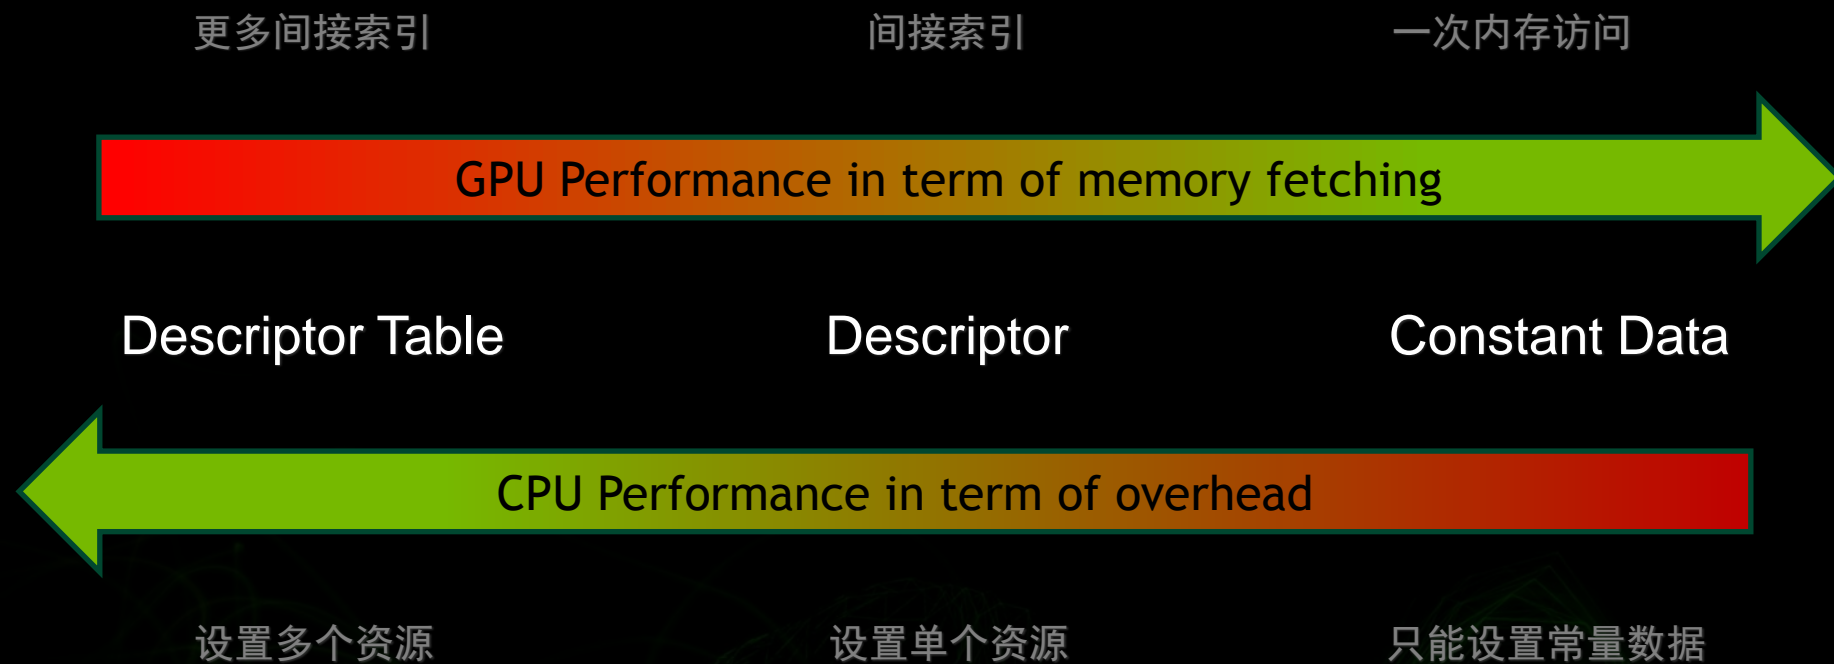 更多间接索引
间接索引
一次内存访问
GPU Performance in term of memory fetching
Descriptor Table
Descriptor
Constant Data
CPU Performance in term of overhead
设置多个资源
设置单个资源
只能设置常量数据